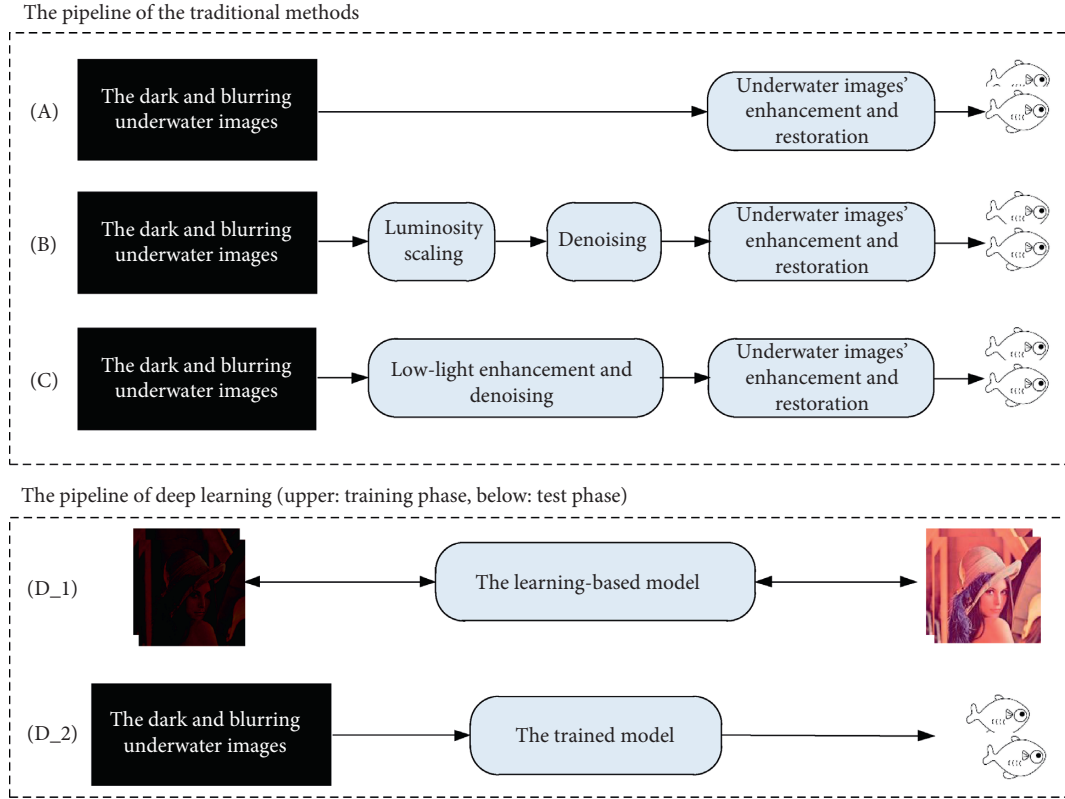 The pipeline of the traditional methods
(A)
The dark and blurring
underwater images
Underwater images'
enhancement and
restoration
(B)
The dark and blurring
underwater images
Luminosity
scaling
Denoising
Underwater images'
enhancement and
restoration
(C)
The dark and blurring
underwater images
Low-light enhancement and
denoising
Underwater images'
enhancement and
restoration
The pipeline of deep learning (upper: training phase, below: test phase)
(D_1)
The learning-based model
(D_2)
The dark and blurring
underwater images
The trained model